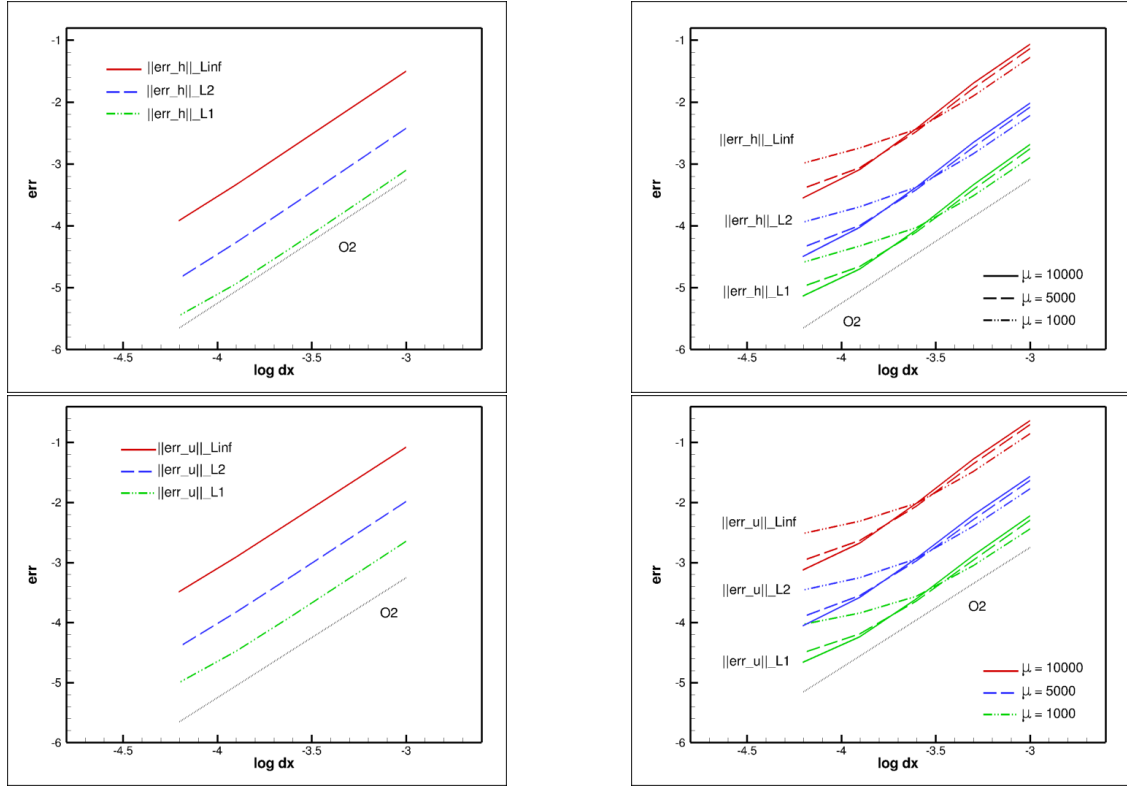 -1
-2
-3
-4
-5
-6
err
||err_h||_Linf
||err_h||_L2
||err_h||_L1
O2
-4.5
-4
-3.5
-3
log dx
-1
-2
-3
-4
-5
-6
err
||err_h||_Linf
||err_h||_L2
||err_h||_L1
O2
μ = 10000
μ = 5000
μ = 1000
-4.5
-4
-3.5
-3
log dx
-1
-2
-3
-4
-5
-6
err
||err_u||_Linf
||err_u||_L2
||err_u||_L1
O2
-4.5
-4
-3.5
-3
log dx
-1
-2
-3
-4
-5
-6
err
||err_u||_Linf
||err_u||_L2
||err_u||_L1
O2
μ = 10000
μ = 5000
μ = 1000
-4.5
-4
-3.5
-3
log dx